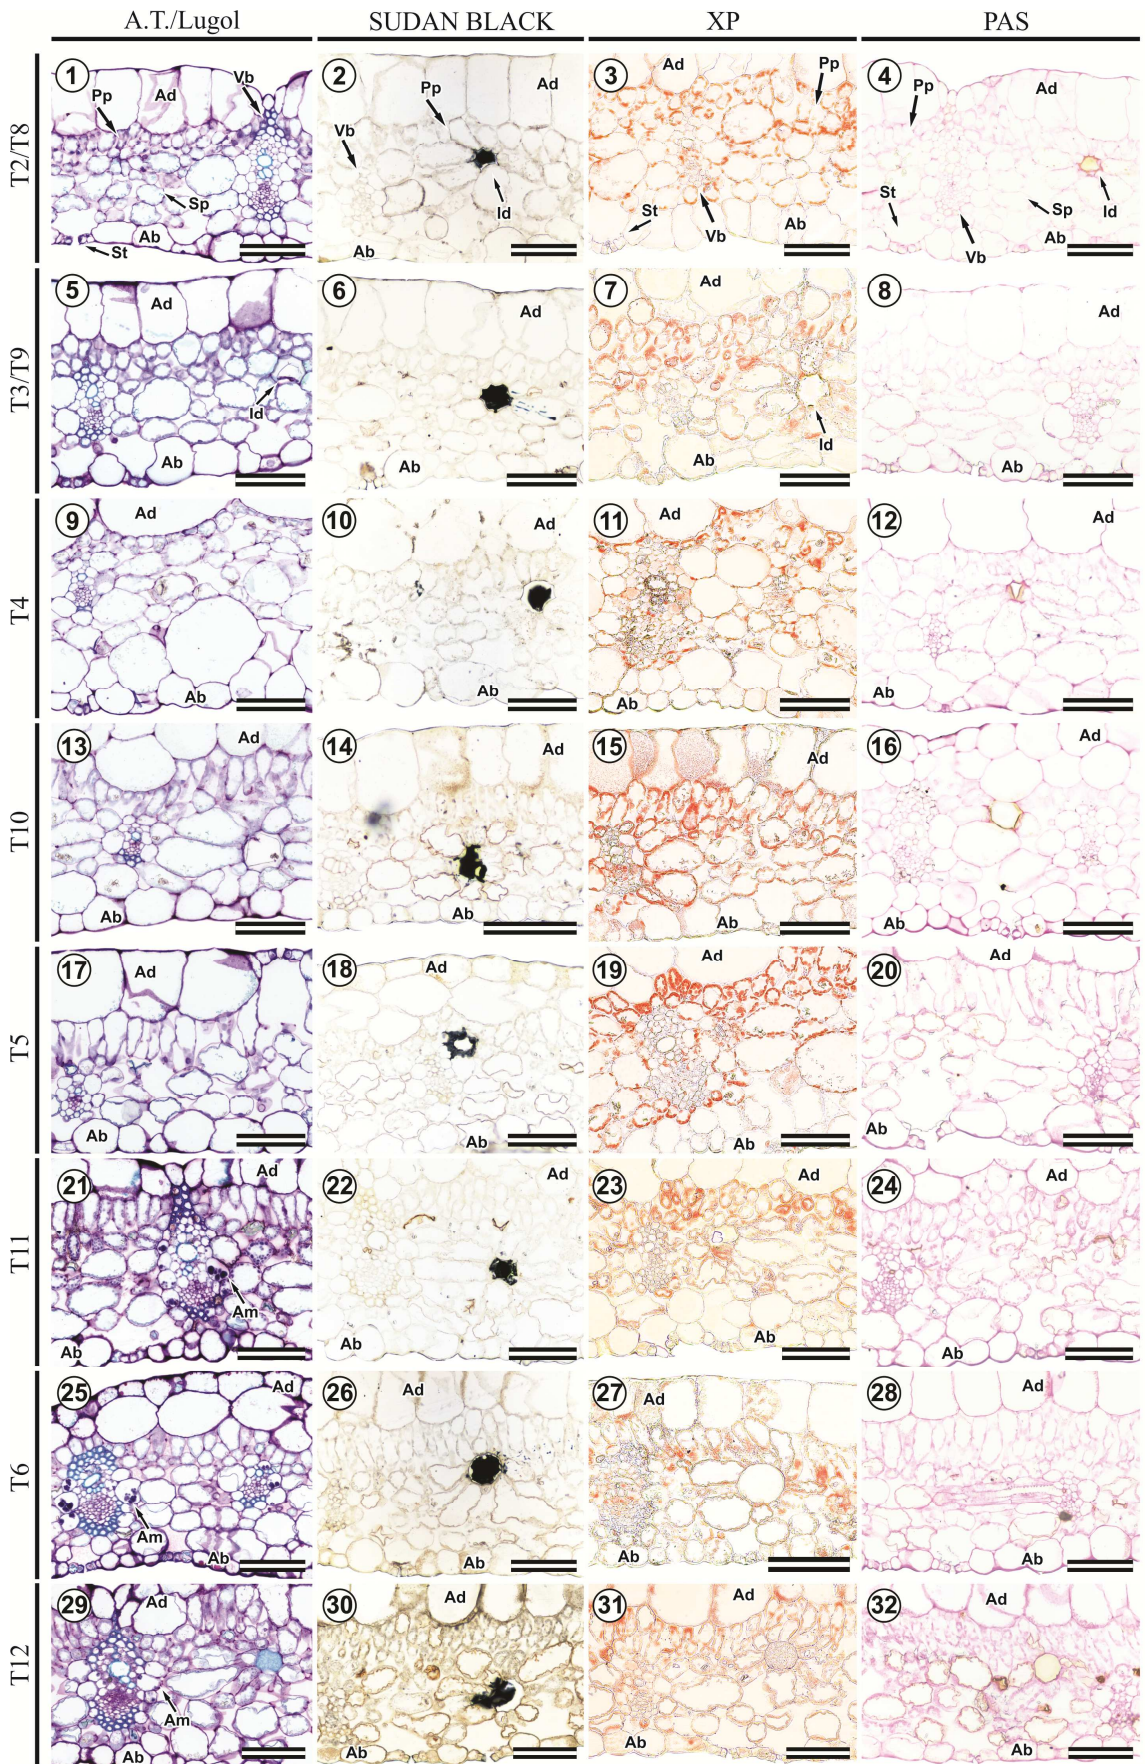 A.T./Lugol SUDAN BLACK XP PAS
T2/T8
1 Pp Ad Vb Sp Ab St
2 Pp Ad Vb Id Ab
3 Ad Pp St Vb Ab
4 Pp Ad St Sp Id Vb Ab
T3/T9
5 Ad Id Ab
6 Ad Ab
7 Ad Id Ab
8 Ad Ab
T4
9 Ad Ab
10 Ad Ab
11 Ad Ab
12 Ad Ab
T10
13 Ad Ab
14 Ad Ab
15 Ad Ab
16 Ad Ab
T5
17 Ad Ab
18 Ad Ab
19 Ad Ab
20 Ad Ab
T11
21 Ad Am Ab
22 Ad Ab
23 Ad Ab
24 Ad Ab
T6
25 Ad Am Ab
26 Ad Ab
27 Ad Ab
28 Ad Ab
T12
29 Ad Am Ab
30 Ad Ab
31 Ad Ab
32 Ad Ab